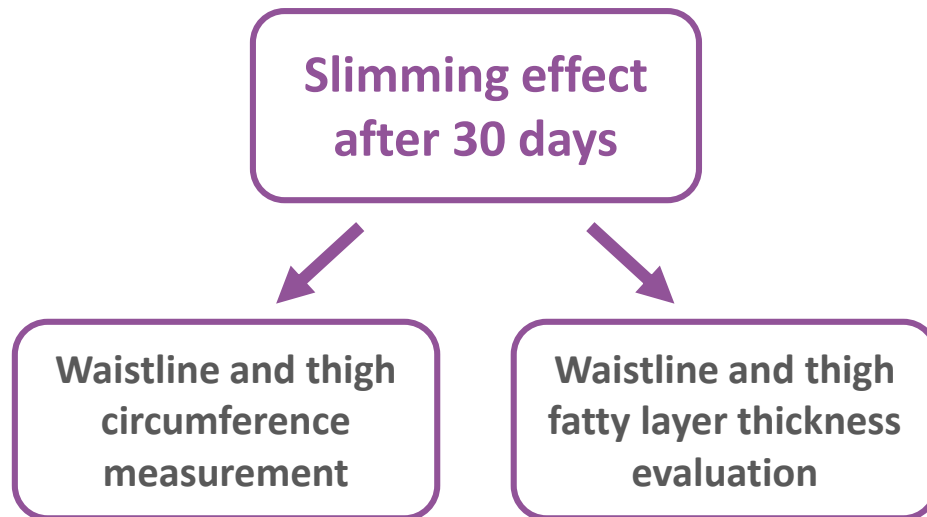 Slimming effect
after 30 days
Waistline and thigh
circumference
measurement
Waistline and thigh
fatty layer thickness
evaluation